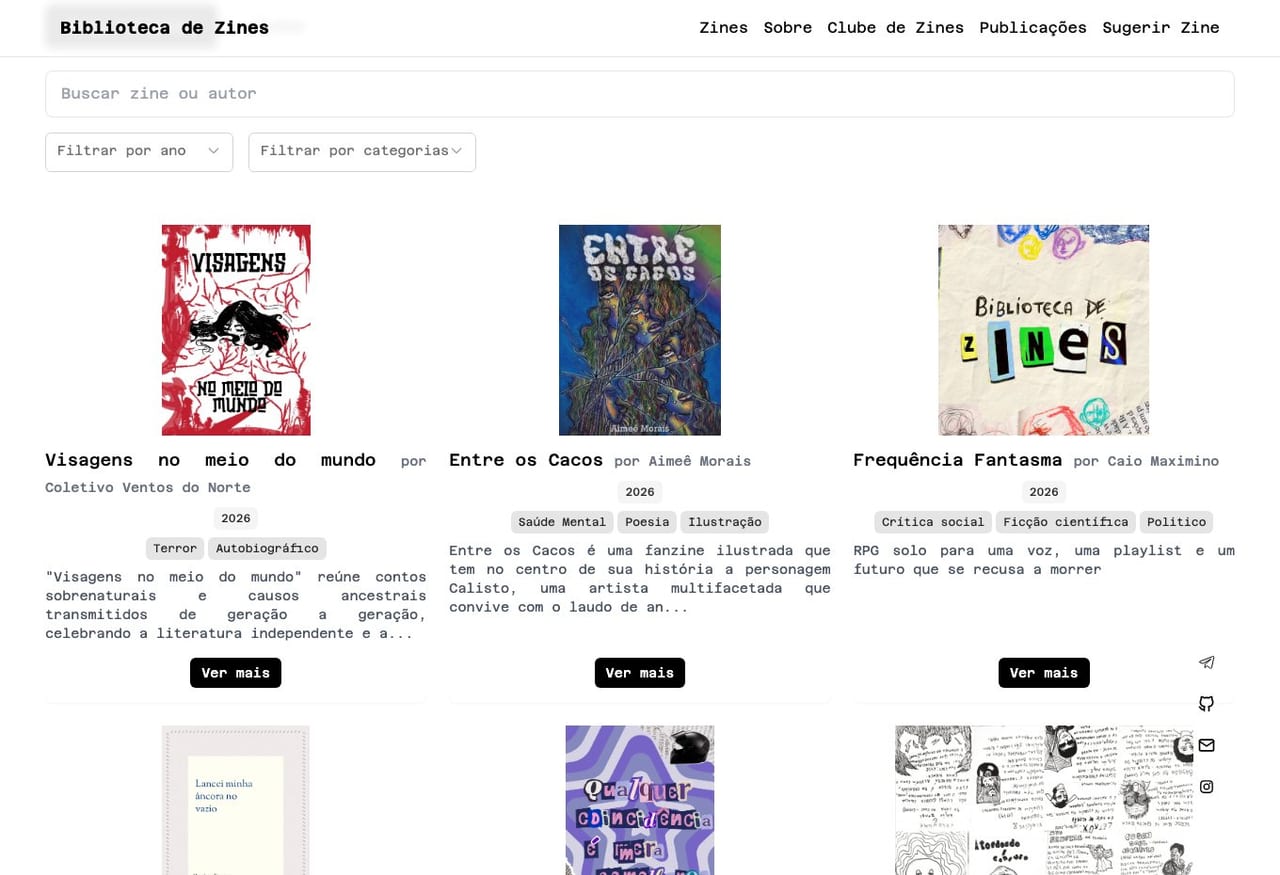 Biblioteca de Zines
Zines Sobre Clube de Zines Publicações Sugerir Zine
Buscar zine ou autor
Filtrar por ano
Filtrar por categorias
VISAGENS
NO MEIO DO
MUNDO
Visagens no meio do mundo por
Coletivo Ventos do Norte
2026
Terror Autobiográfico
"Visagens no meio do mundo" reúne contos
sobrenaturais e causos ancestrais
transmitidos de geração a geração,
celebrando a literatura independente e a...
Ver mais
ENTRE
OS CACOS
Aimeê Morais
Entre os Cacos por Aimeê Morais
2026
Saúde Mental Poesia Ilustração
Entre os Cacos é uma fanzine ilustrada que
tem no centro de sua história a personagem
Calisto, uma artista multifacetada que
convive com o laudo de an...
Ver mais
BIBLIOTECA DE
ZINES
Frequência Fantasma por Caio Maximino
2026
Crítica social Ficção científica Politico
RPG solo para uma voz, uma playlist e um
futuro que se recusa a morrer
Ver mais
Lancei minha
âncora no
vazio
Qualquer
coincidência
é mera